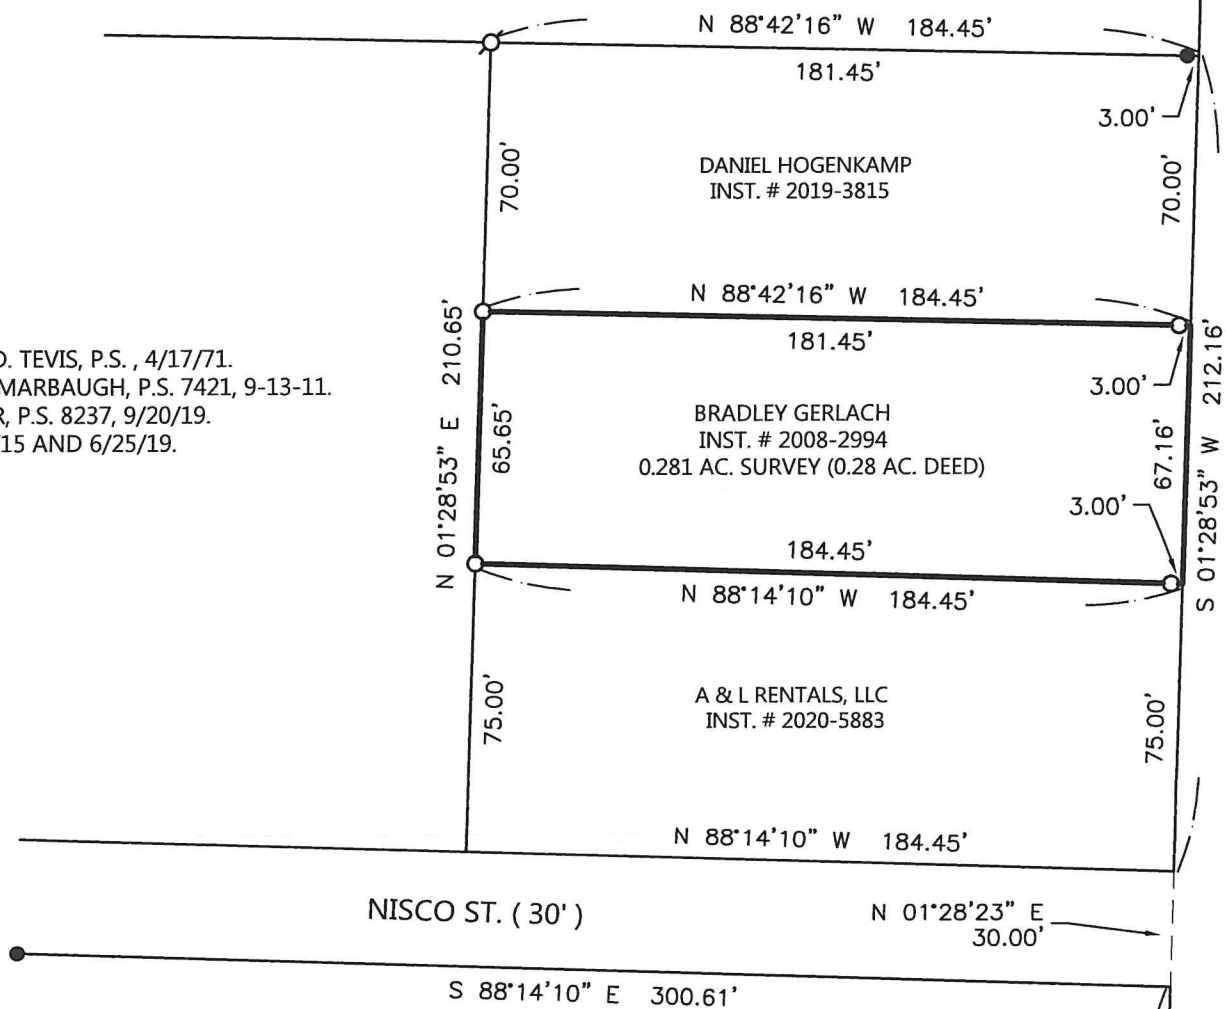 N 88°42'16" W 184.45'
181.45'
3.00'
70.00'
DANIEL HOGENKAMP
INST. # 2019-3815
70.00'
N 88°42'16" W 184.45'
181.45'
3.00'
N 01°28'53" E 210.65'
S 01°28'53" W 212.16'
D. TEVIS, P.S. , 4/17/71.
MARBAUGH, P.S. 7421, 9-13-11.
R, P.S. 8237, 9/20/19.
/15 AND 6/25/19.
65.65'
BRADLEY GERLACH
INST. # 2008-2994
0.281 AC. SURVEY (0.28 AC. DEED)
67.16'
3.00'
184.45'
N 88°14'10" W 184.45'
75.00'
A & L RENTALS, LLC
INST. # 2020-5883
75.00'
N 88°14'10" W 184.45'
NISCO ST. ( 30' )
N 01°28'23" E
30.00'
S 88°14'10" E 300.61'